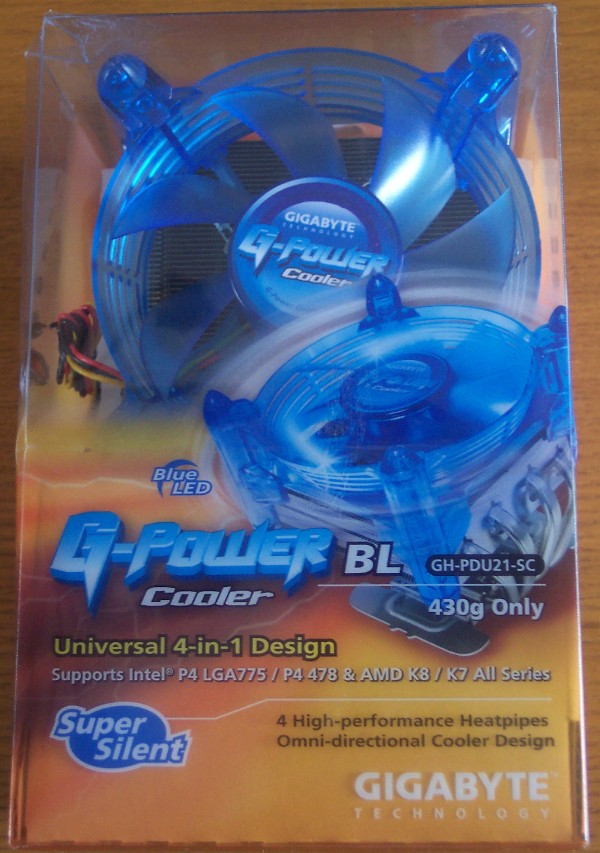 GIGABYTE
TECHNOLOGY
G-POWER
Cooler
Blue
LED
G-POWER BL GH-PDU21-SC
Cooler
430g Only
Universal 4-in-1 Design
Supports Intel® P4 LGA775 / P4 478 & AMD K8 / K7 All Series
Super
Silent
4 High-performance Heatpipes
Omni-directional Cooler Design
GIGABYTE™
TECHNOLOGY